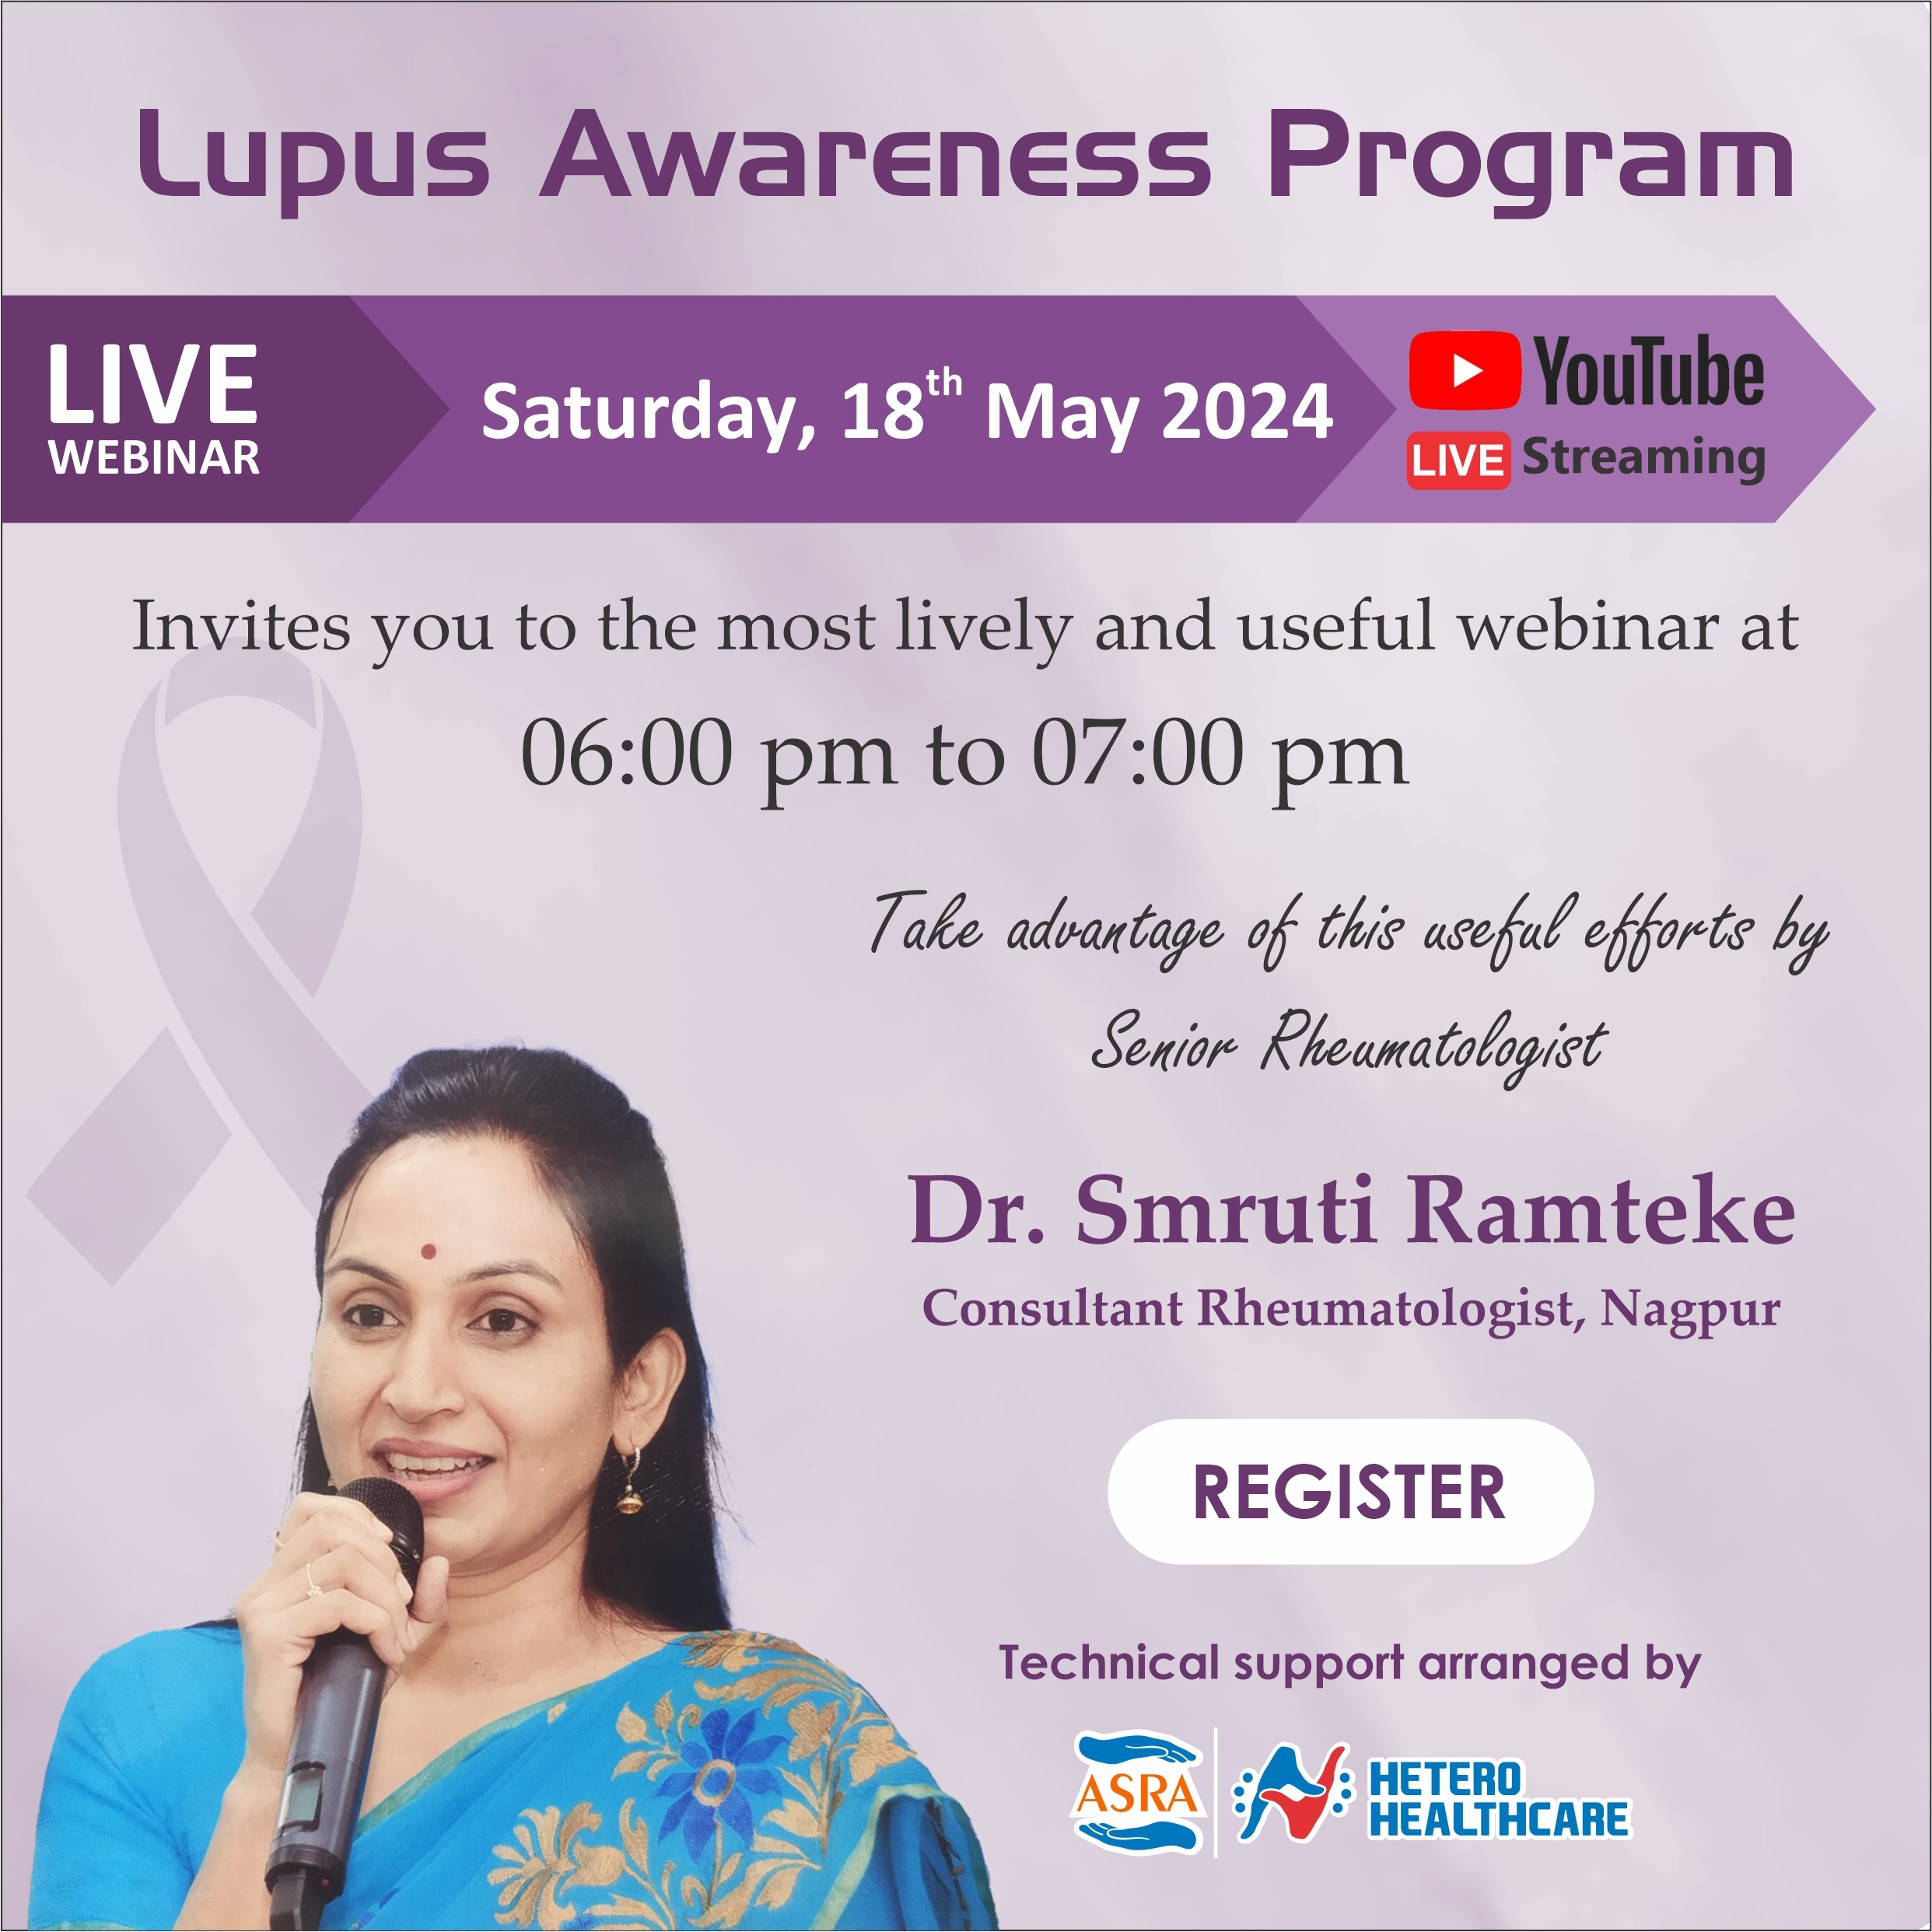 Lupus Awareness Program
LIVE
WEBINAR
Saturday, 18th May 2024
YouTube
LIVE Streaming
Invites you to the most lively and useful webinar at
06:00 pm to 07:00 pm
Take advantage of this useful efforts by
Senior Rheumatologist
Dr. Smruti Ramteke
Consultant Rheumatologist, Nagpur
REGISTER
Technical support arranged by
ASRA
HETERO
HEALTHCARE